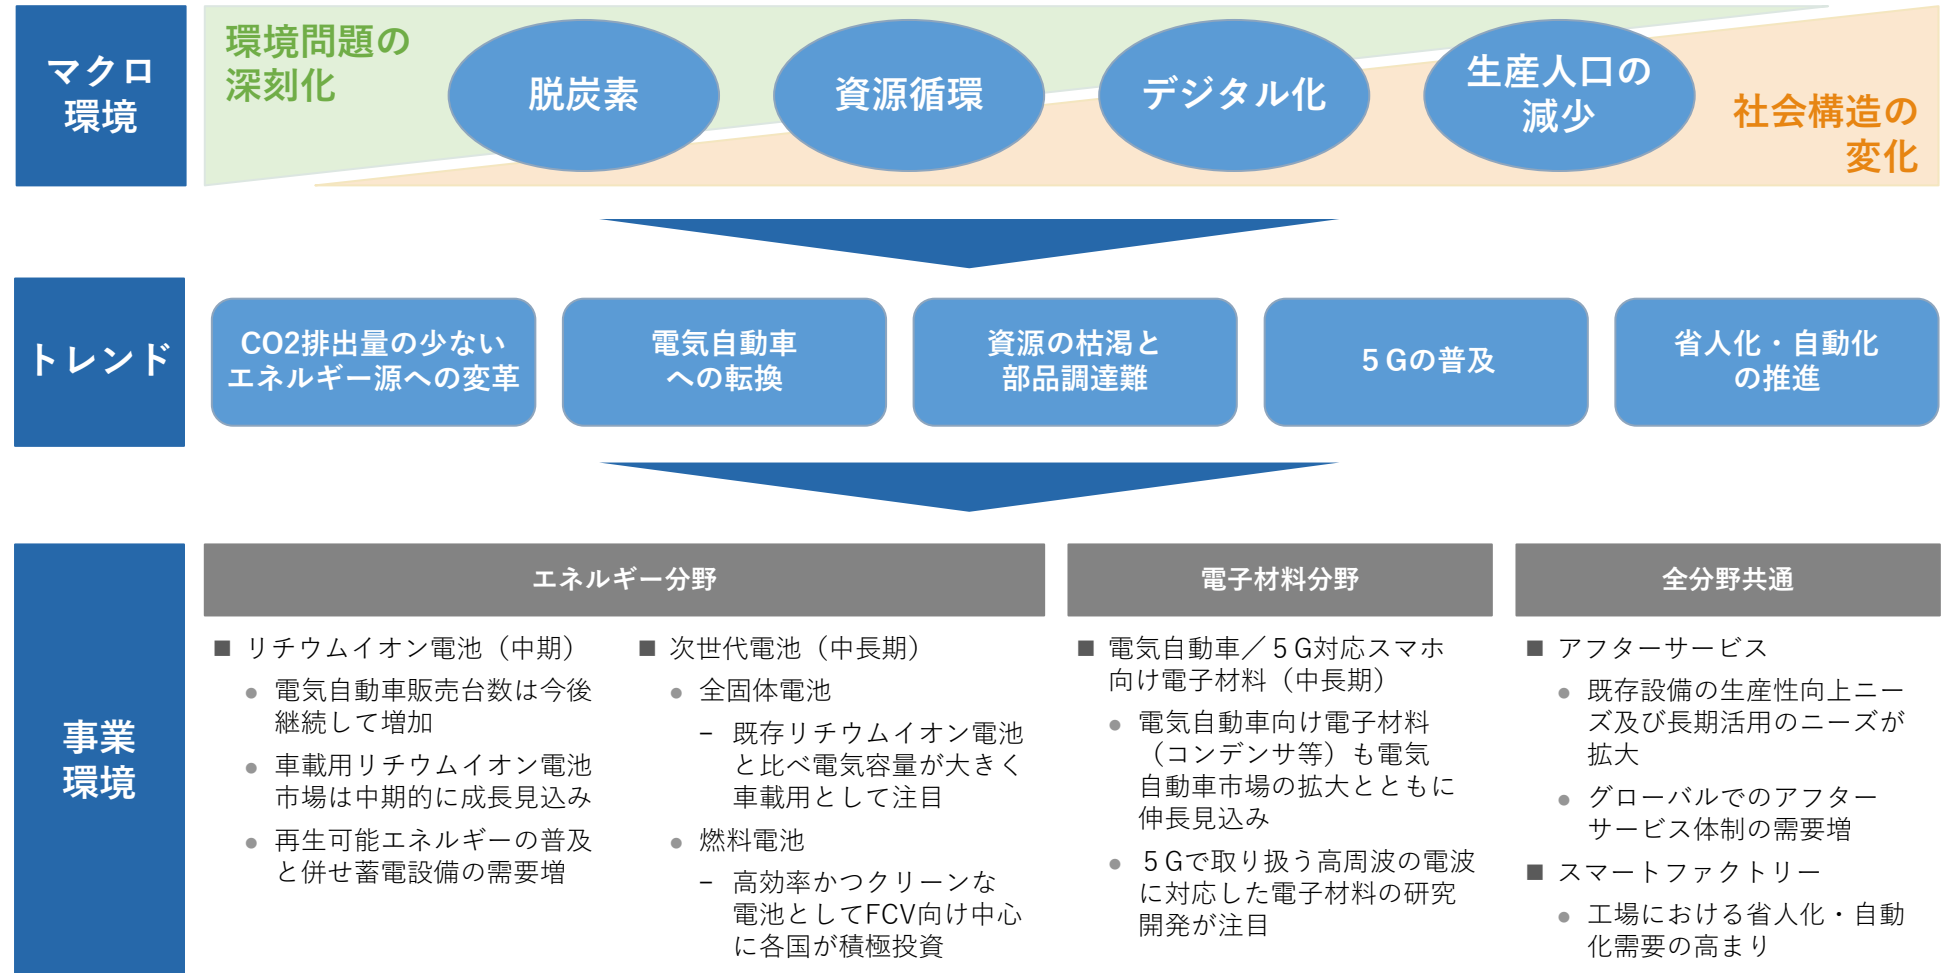 マクロ
環境
環境問題の
深刻化
脱炭素
資源循環
デジタル化
生産人口の
減少
社会構造の
変化
トレンド
CO2排出量の少ない
エネルギー源への変革
電気自動車
への転換
資源の枯渇と
部品調達難
５Gの普及
省人化・自動化
の推進
事業
環境
エネルギー分野
■ リチウムイオン電池（中期）
● 電気自動車販売台数は今後
継続して増加
● 車載用リチウムイオン電池
市場は中期的に成長見込み
● 再生可能エネルギーの普及
と併せ蓄電設備の需要増
■ 次世代電池（中長期）
● 全固体電池
− 既存リチウムイオン電池
と比べ電気容量が大きく
車載用として注目
● 燃料電池
− 高効率かつクリーンな
電池としてFCV向け中心
に各国が積極投資
電子材料分野
■ 電気自動車／５G対応スマホ
向け電子材料（中長期）
● 電気自動車向け電子材料
（コンデンサ等）も電気
自動車市場の拡大とともに
伸長見込み
● ５Gで取り扱う高周波の電波
に対応した電子材料の研究
開発が注目
全分野共通
■ アフターサービス
● 既存設備の生産性向上ニー
ズ及び長期活用のニーズが
拡大
● グローバルでのアフター
サービス体制の需要増
■ スマートファクトリー
● 工場における省人化・自動
化需要の高まり